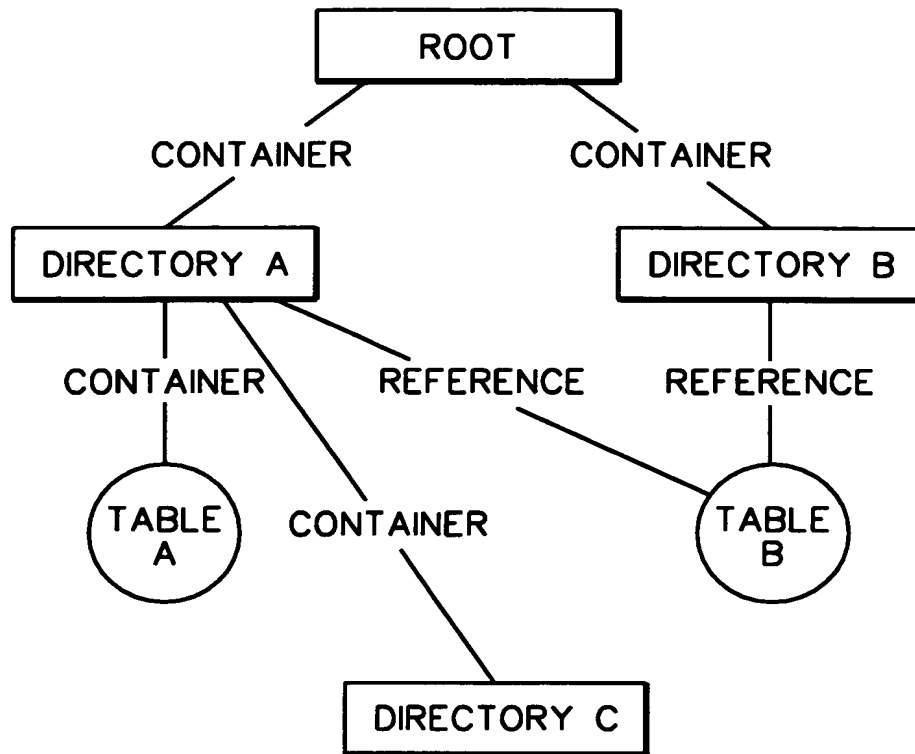 ROOT
CONTAINER CONTAINER
DIRECTORY A DIRECTORY B
CONTAINER REFERENCE REFERENCE
TABLE
A
CONTAINER
TABLE
B
DIRECTORY C